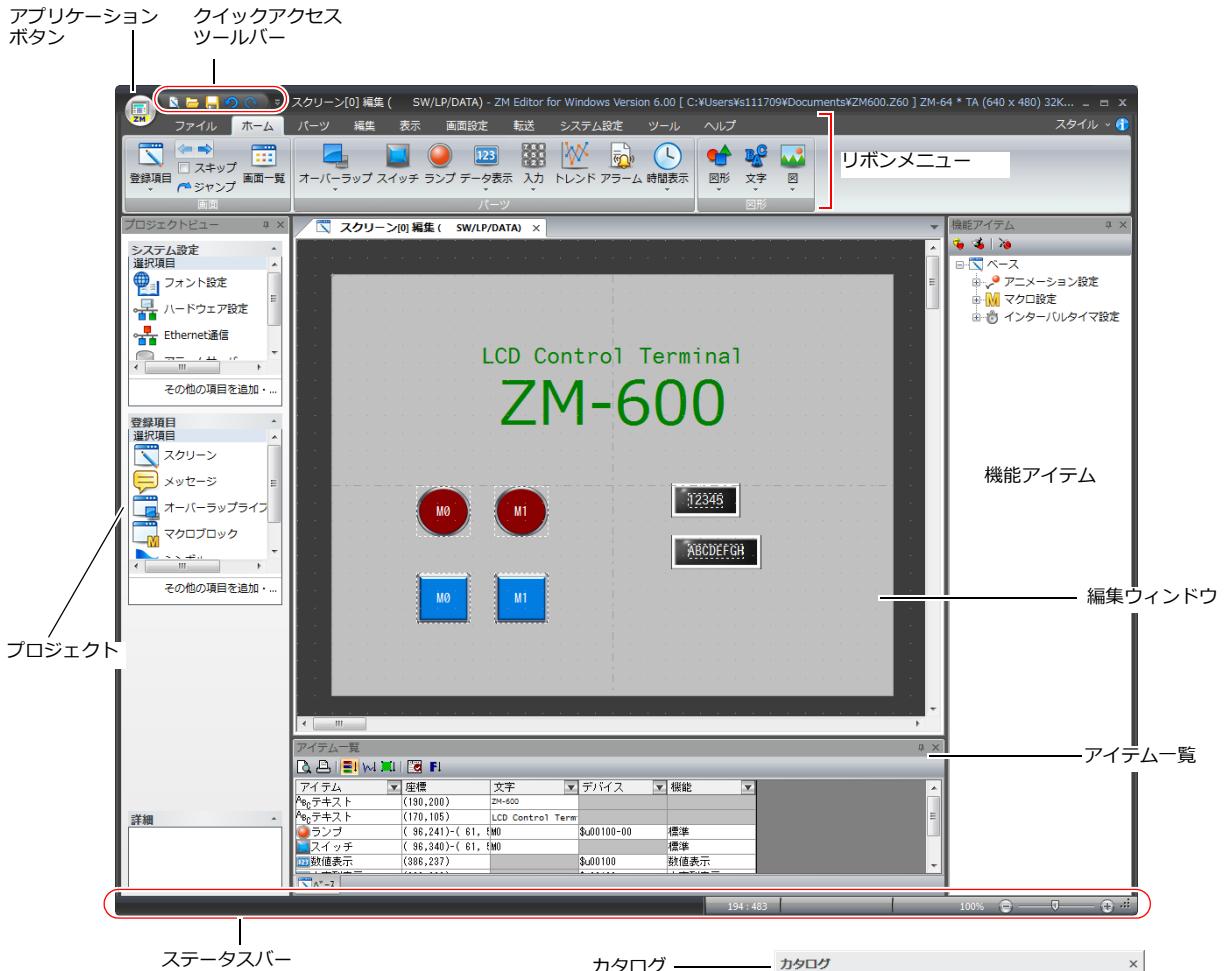 アプリケーション
ボタン
クイックアクセス
ツールバー
スクリーン[0] 編集 ( SW/LP/DATA) - ZM Editor for Windows Version 6.00 [ C:¥Users¥s111709¥Documents¥ZM600.Z60 ] ZM-64 * TA (640 x 480) 32K...
ZM
ファイル ホーム パーツ 編集 表示 画面設定 転送 システム設定 ツール ヘルプ スタイル
登録項目 スキップ ジャンプ 画面一覧 オーバーラップ スイッチ ランプ データ表示 入力 トレンド アラーム 時間表示 図形 文字 図
画面 パーツ 図形
リボンメニュー
プロジェクトビュー
スクリーン[0] 編集 ( SW/LP/DATA)
機能アイテム
システム設定
選択項目
フォント設定
ハードウェア設定
Ethernet通信
その他の項目を追加・...
登録項目
選択項目
スクリーン
メッセージ
オーバーラップライブ
マクロブロック
その他の項目を追加・...
詳細
LCD Control Terminal
ZM-600
M0 M1
12345
ABCDEFGH
M0 M1
ベース
アニメーション設定
マクロ設定
インターバルタイマ設定
機能アイテム
編集ウィンドウ
プロジェクト
アイテム一覧
アイテム一覧
アイテム 座標 文字 デバイス 機能
テキスト (190,200) ZM-600
テキスト (170,105) LCD Control Term
ランプ ( 96,241)-( 61, M0 $u00100-00 標準
スイッチ ( 96,340)-( 61, M0 標準
数値表示 (386,237) $u00100 数値表示
ベース
194 : 483
100%
ステータスバー
カタログ
カタログ